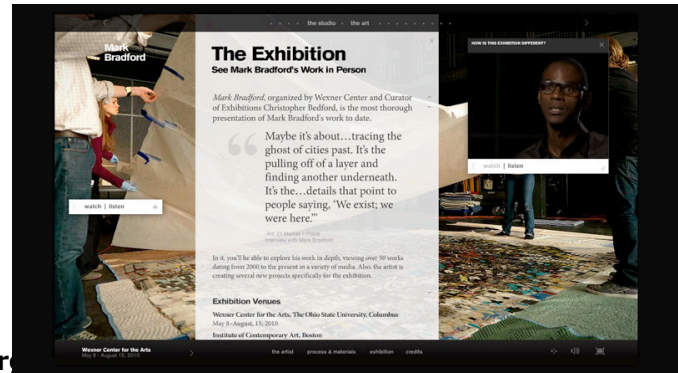 the studio · the art
Mark
Bradford
The Exhibition
See Mark Bradford's Work in Person
Mark Bradford, organized by Wexner Center and Curator
of Exhibitions Christopher Bedford, is the most thorough
presentation of Mark Bradford's work to date.
“ Maybe it's about…tracing the
ghost of cities past. It's the
pulling off of a layer and
finding another underneath.
It's the…details that point to
people saying, 'We exist; we
were here.'”
-Art: 21 Market > Place
Interview with Mark Bradford
In it, you'll be able to explore his work in depth, viewing over 50 works
dating from 2000 to the present in a variety of media. Also, the artist is
creating several new projects specifically for the exhibition.
Exhibition Venues
Wexner Center for the Arts, The Ohio State University, Columbus
May 8–August, 15, 2010
Institute of Contemporary Art, Boston
HOW IS THIS EXHIBITION DIFFERENT?
watch | listen
watch | listen
Wexner Center for the Arts
May 8 - August 15, 2010
the artist process & materials exhibition credits